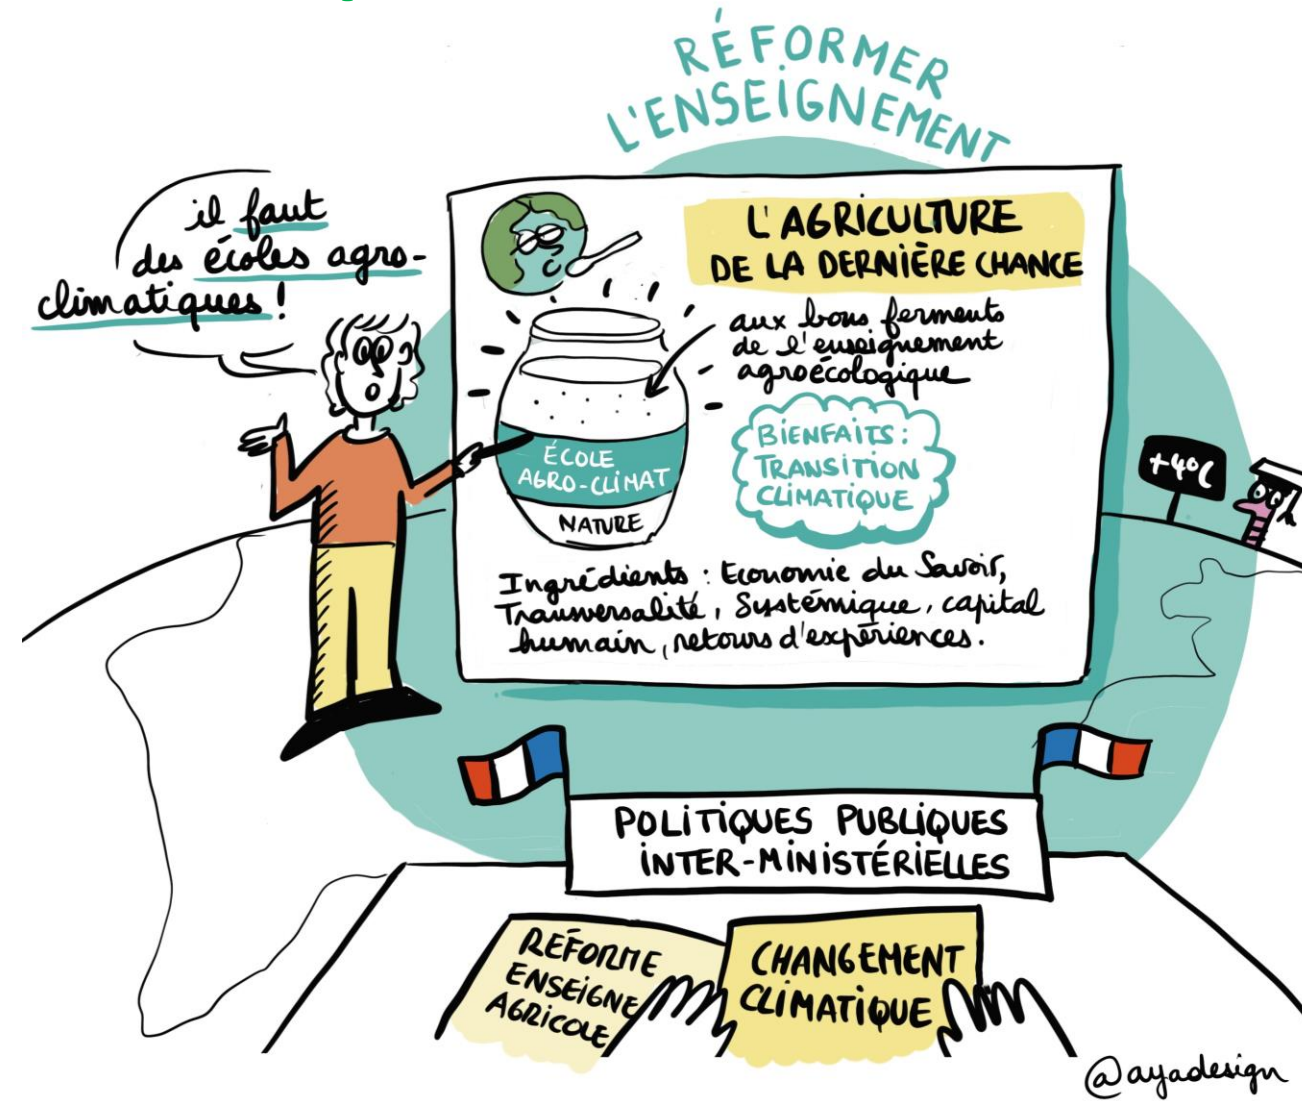 RÉFORMER
L'ENSEIGNEMENT
il faut
des écoles agro-
climatiques !
L'AGRICULTURE
DE LA DERNIÈRE CHANCE
aux bons ferments
de l'enseignement
agroécologique
BIENFAITS :
TRANSITION
CLIMATIQUE
ÉCOLE
AGRO-CLIMAT
NATURE
+4°C
Ingrédients : Economie du Savoir,
Transversalité, Systémique, capital
humain, retours d'expériences.
POLITIQUES PUBLIQUES
INTER-MINISTÉRIELLES
RÉFORME
ENSEIGNE
AGRICOLE
CHANGEMENT
CLIMATIQUE
@ayadesign